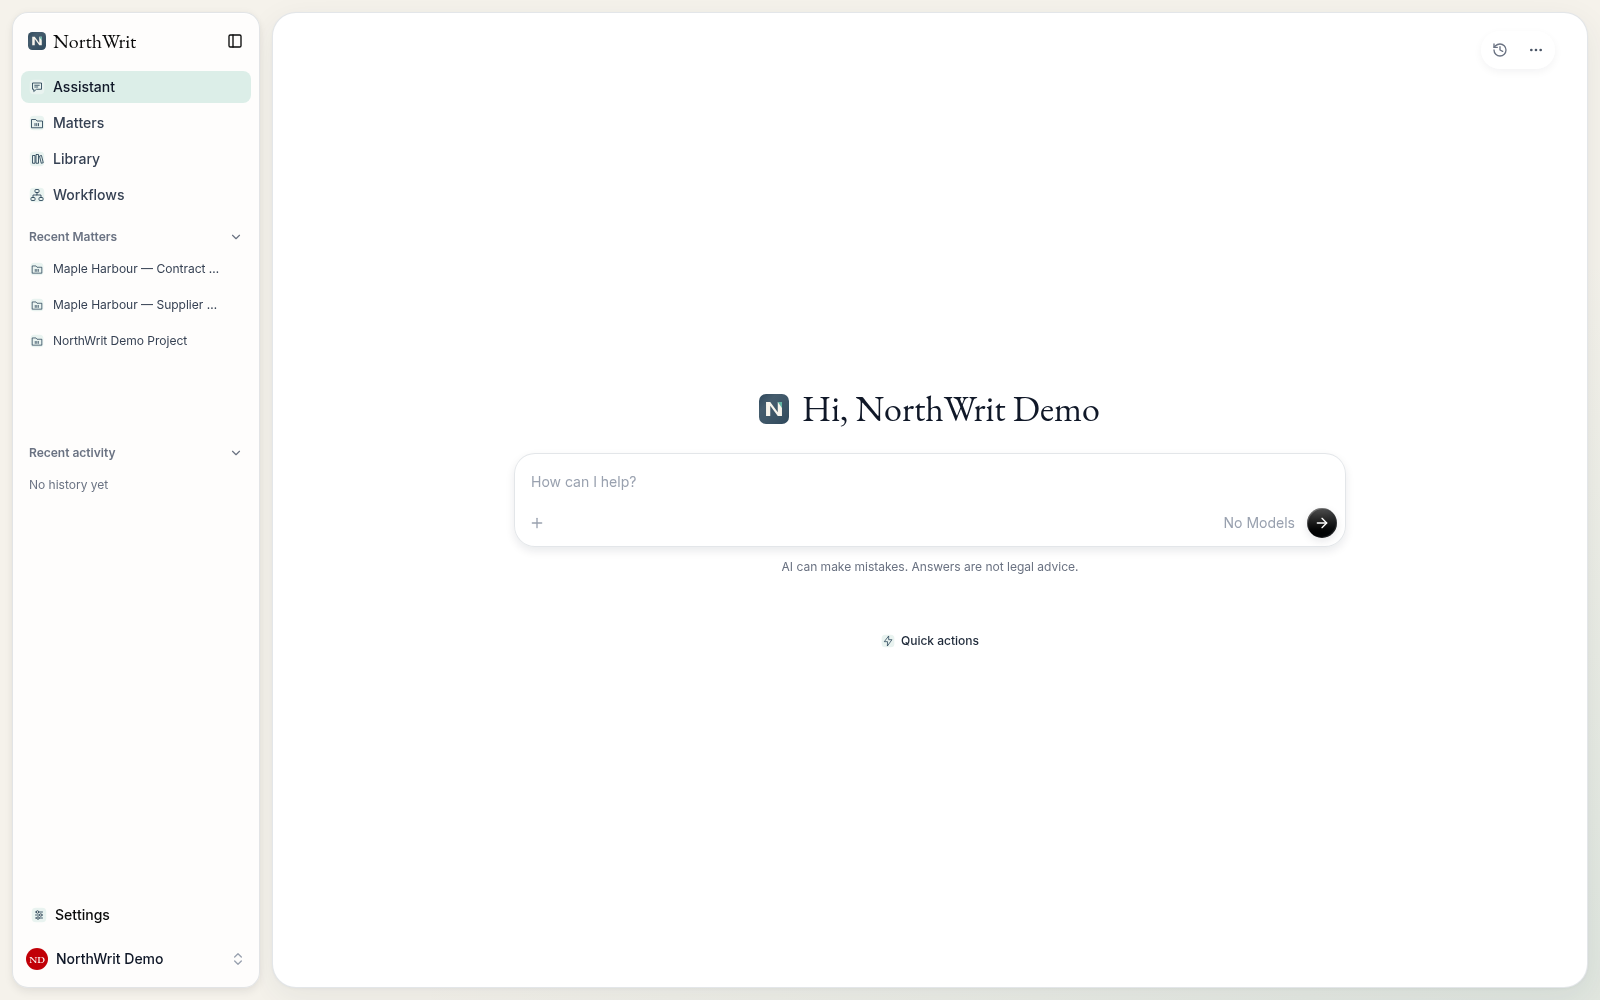 NorthWrit
Assistant
Matters
Library
Workflows
Recent Matters
Maple Harbour — Contract ...
Maple Harbour — Supplier ...
NorthWrit Demo Project
Recent activity
No history yet
Settings
ND NorthWrit Demo
N Hi, NorthWrit Demo
How can I help?
No Models
AI can make mistakes. Answers are not legal advice.
Quick actions